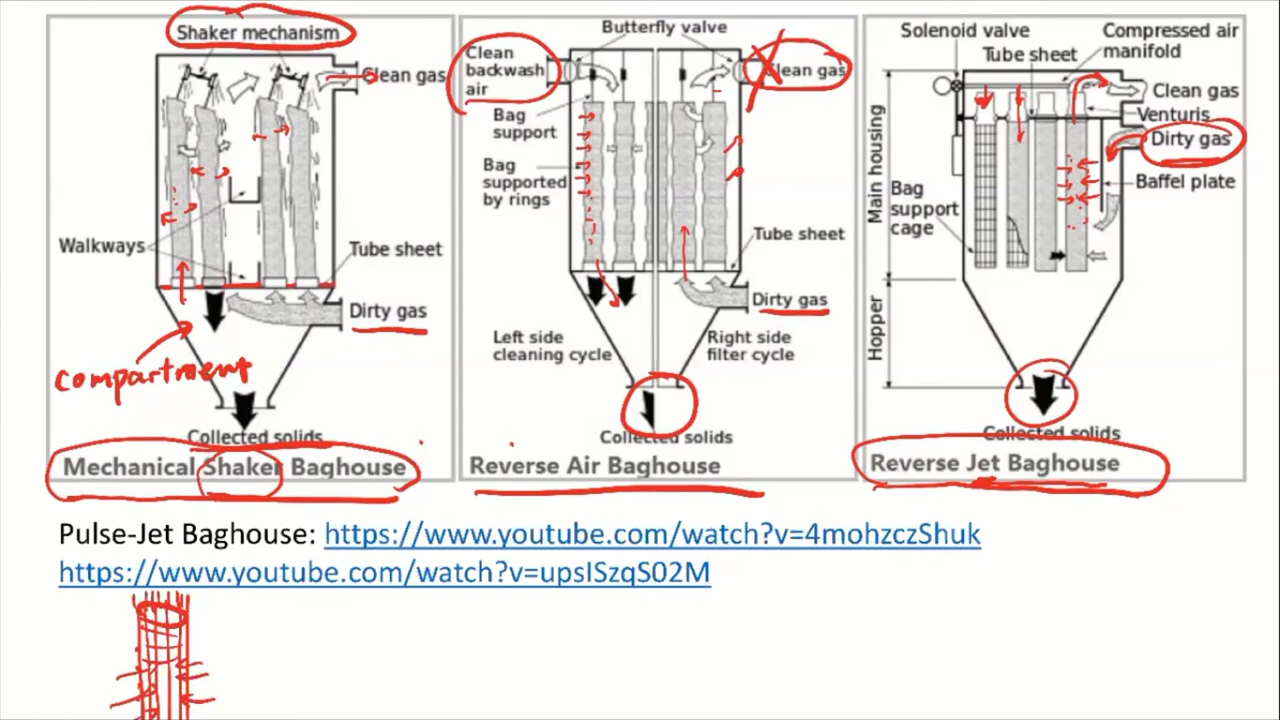 Shaker mechanism
Clean gas
Walkways
Tube sheet
Dirty gas
compartment
Collected solids
Mechanical Shaker Baghouse
Butterfly valve
Clean
backwash
air
Clean gas
Bag
support
Bag
supported
by rings
Tube sheet
Dirty gas
Left side
cleaning cycle
Right side
filter cycle
Collected solids
Reverse Air Baghouse
Solenoid valve
Compressed air
manifold
Tube sheet
Clean gas
Venturis
Dirty gas
Main housing
Baffel plate
Bag
support
cage
Hopper
Collected solids
Reverse Jet Baghouse
Pulse-Jet Baghouse: https://www.youtube.com/watch?v=4mohzczShuk
https://www.youtube.com/watch?v=upsISzqS02M